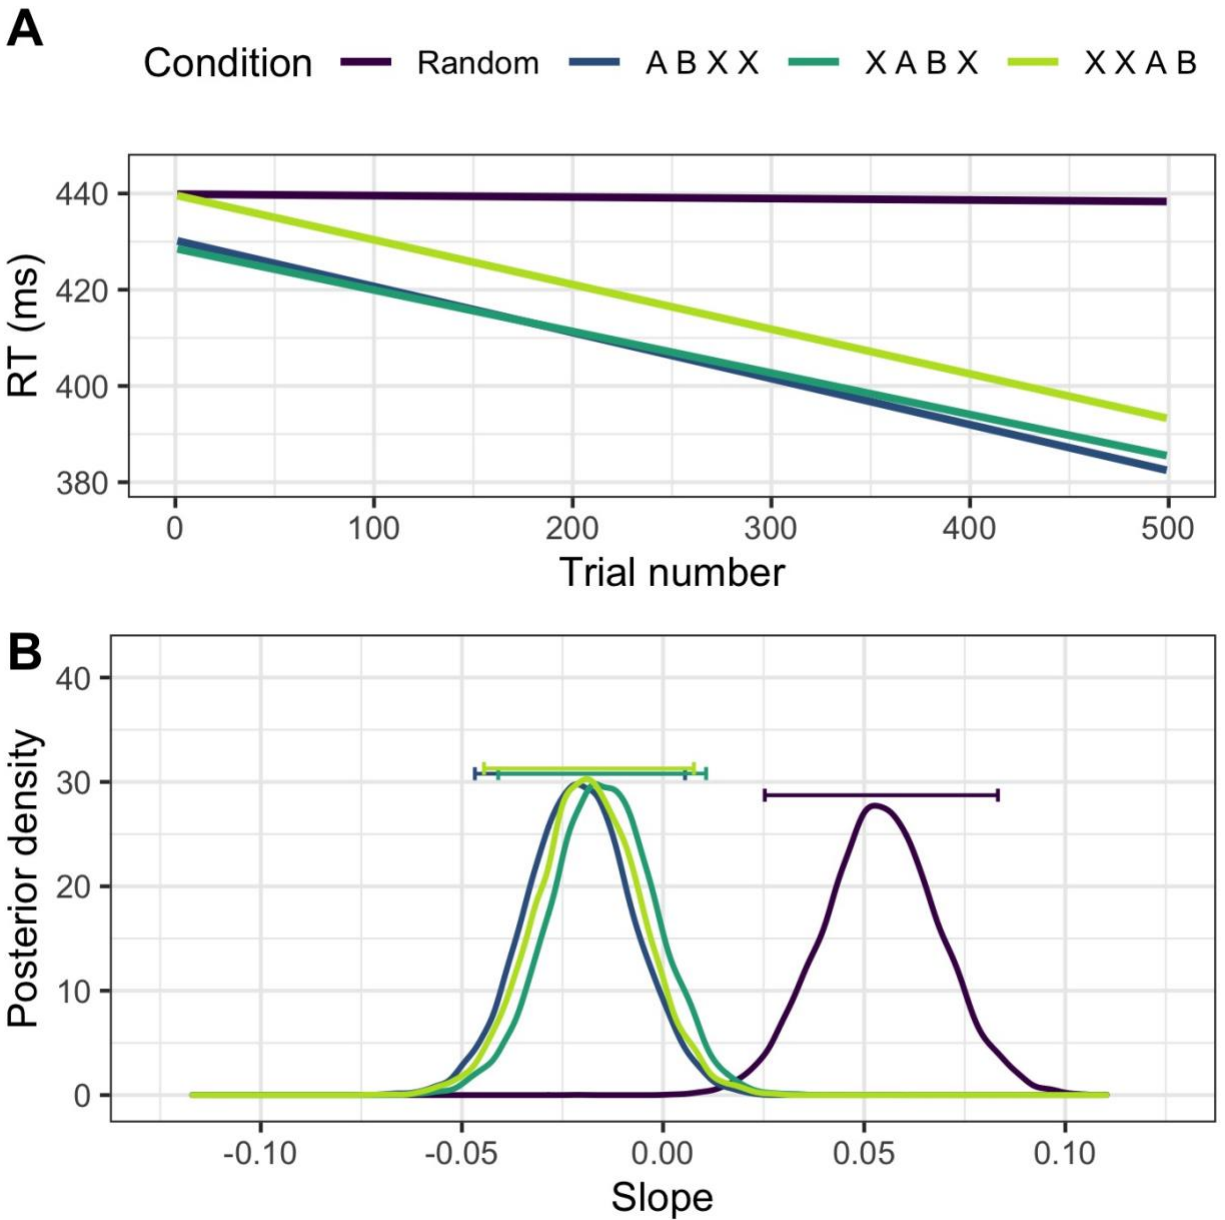 A
Condition Random A B X X X A B X X X A B
RT (ms)
440
420
400
380
0 100 200 300 400 500
Trial number
B
Posterior density
40
30
20
10
0
-0.10 -0.05 0.00 0.05 0.10
Slope